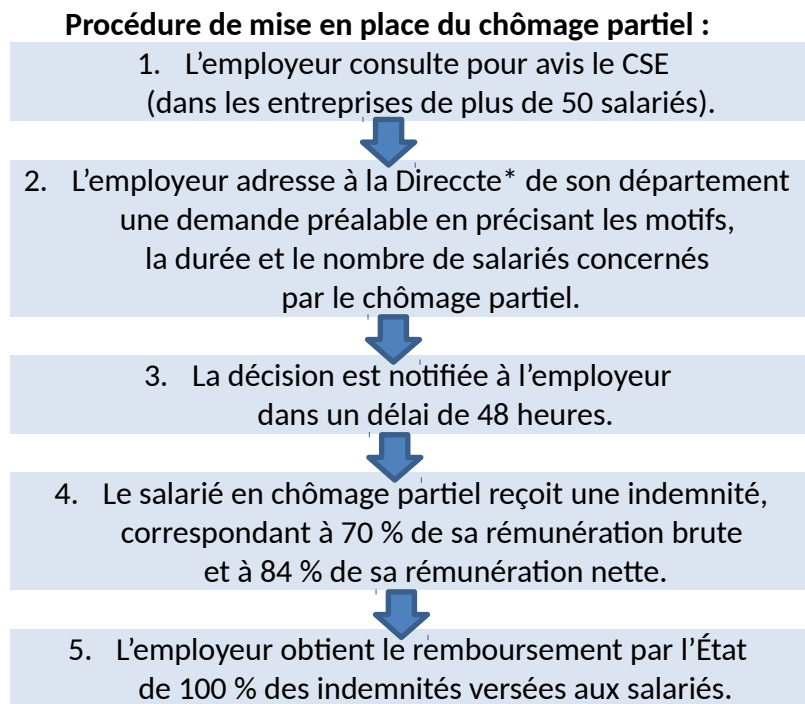 Procédure de mise en place du chômage partiel :
1. L’employeur consulte pour avis le CSE
(dans les entreprises de plus de 50 salariés).
2. L’employeur adresse à la Direccte* de son département
une demande préalable en précisant les motifs,
la durée et le nombre de salariés concernés
par le chômage partiel.
3. La décision est notifiée à l’employeur
dans un délai de 48 heures.
4. Le salarié en chômage partiel reçoit une indemnité,
correspondant à 70 % de sa rémunération brute
et à 84 % de sa rémunération nette.
5. L’employeur obtient le remboursement par l’État
de 100 % des indemnités versées aux salariés.